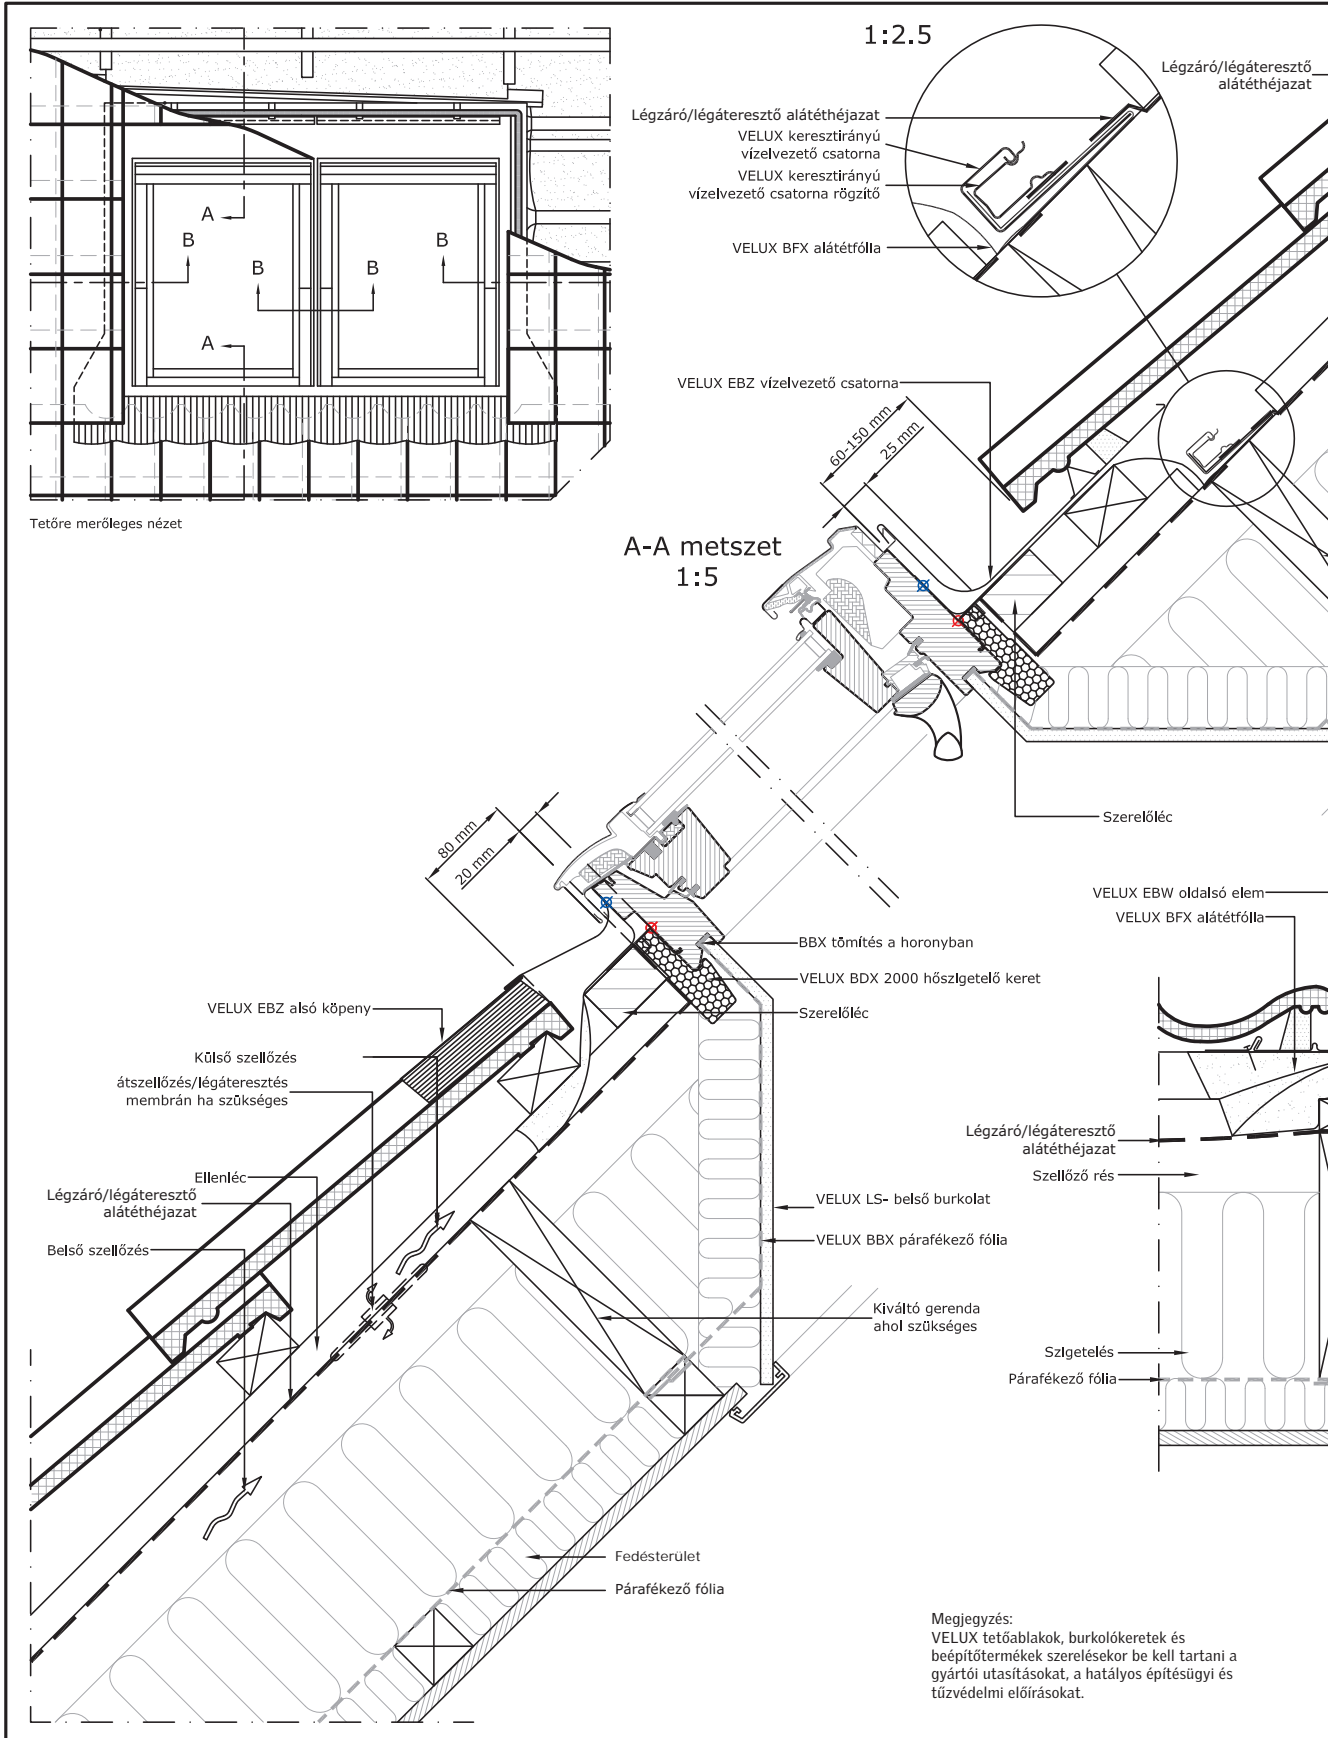 1:2.5
Légzáró/légáteresztő
alátéthéjazat
Légzáró/légáteresztő alátéthéjazat
VELUX keresztirányú
vízelvezető csatorna
VELUX keresztirányú
vízelvezető csatorna rögzítő
VELUX BFX alátétfólla
A
B
B
B
B
A
Tetőre merőleges nézet
VELUX EBZ vízelvezető csatorna
60-150 mm
25 mm
A-A metszet
1:5
Szerelőléc
80 mm
20 mm
VELUX EBW oldalsó elem
VELUX BFX alátétfólla
BBX tömítés a horonyban
VELUX BDX 2000 hőszlgetelő keret
Szerelőléc
VELUX EBZ alsó köpeny
Külső szellőzés
átszellőzés/légáteresztés
membrán ha szükséges
Ellenléc
Légzáró/légáteresztő
alátéthéjazat
Belső szellőzés
Légzáró/légáteresztő
alátéthéjazat
Szellőző rés
VELUX LS- belső burkolat
VELUX BBX párafékező fólia
Kiváltó gerenda
ahol szükséges
Szlgetelés
Párafékező fólia
Fedésterület
Párafékező fólia
Megjegyzés:
VELUX tetőablakok, burkolókeretek és
beépítőtermékek szerelésekor be kell tartani a
gyártói utasításokat, a hatályos építésügyi és
tűzvédelmi előírásokat.